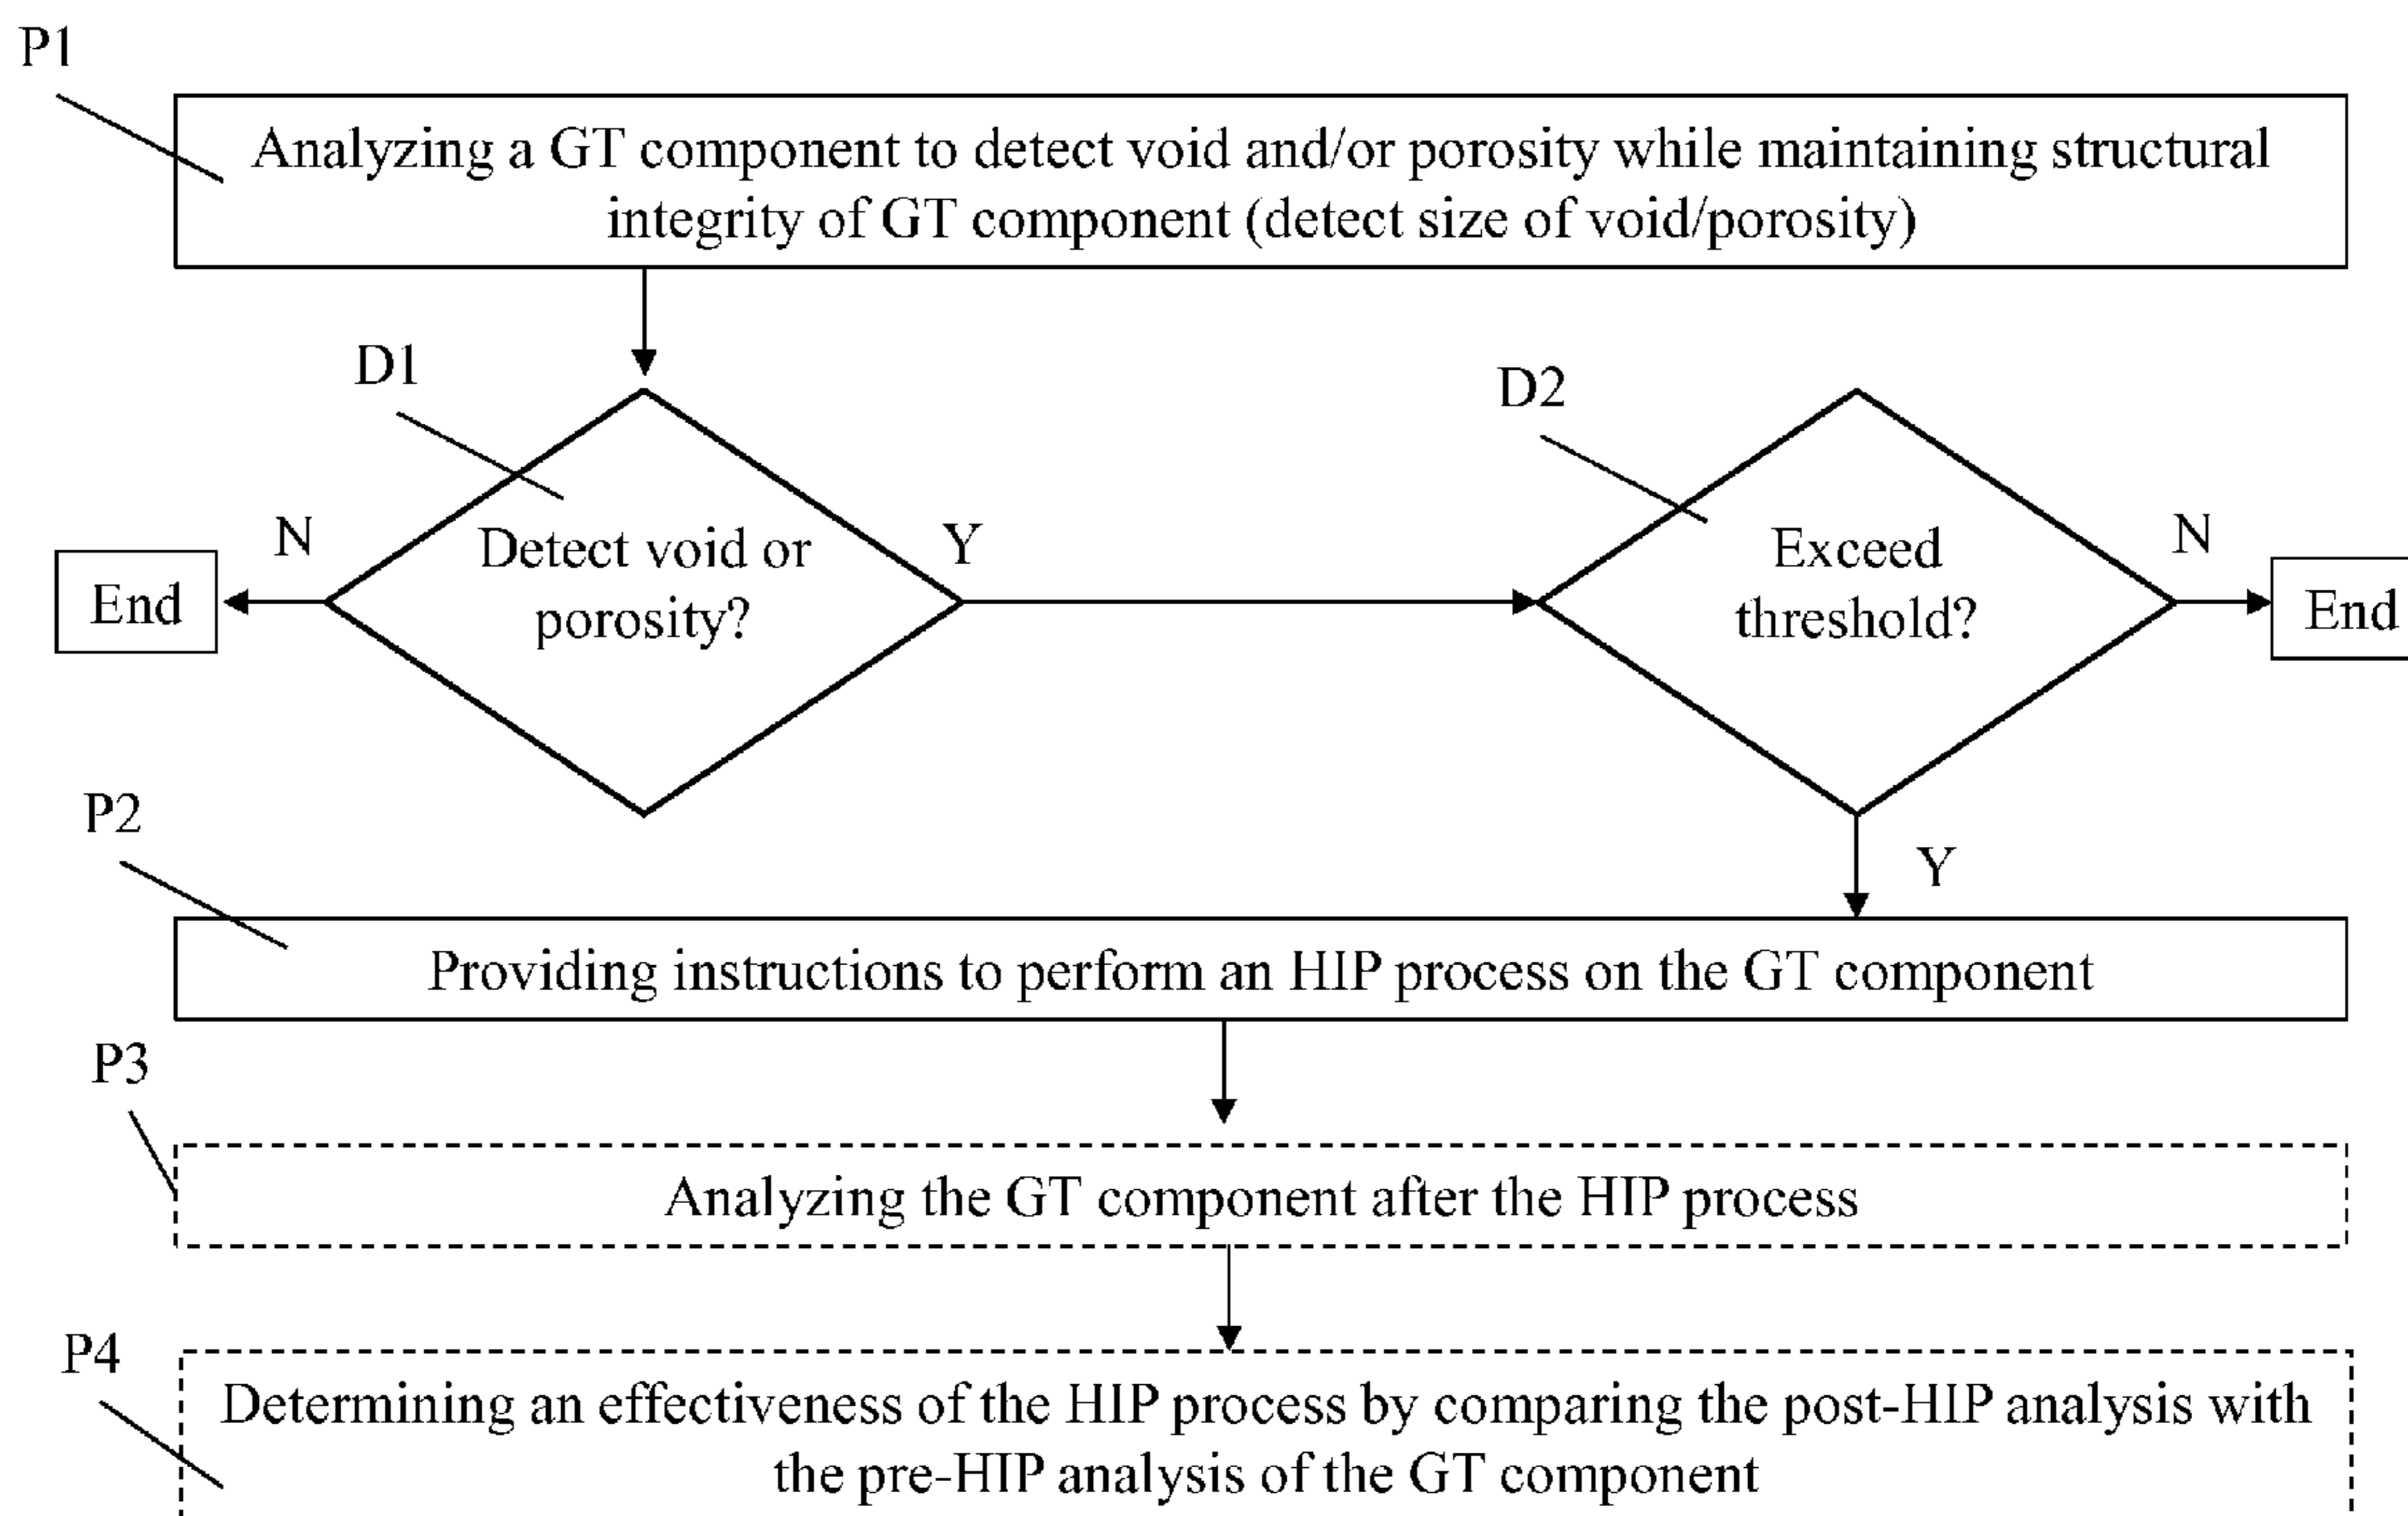 P1
Analyzing a GT component to detect void and/or porosity while maintaining structural
integrity of GT component (detect size of void/porosity)
D1
D2
N
Detect void or
porosity?
Y
Exceed
threshold?
N
End
End
P2
Y
Providing instructions to perform an HIP process on the GT component
P3
Analyzing the GT component after the HIP process
P4
Determining an effectiveness of the HIP process by comparing the post-HIP analysis with
the pre-HIP analysis of the GT component